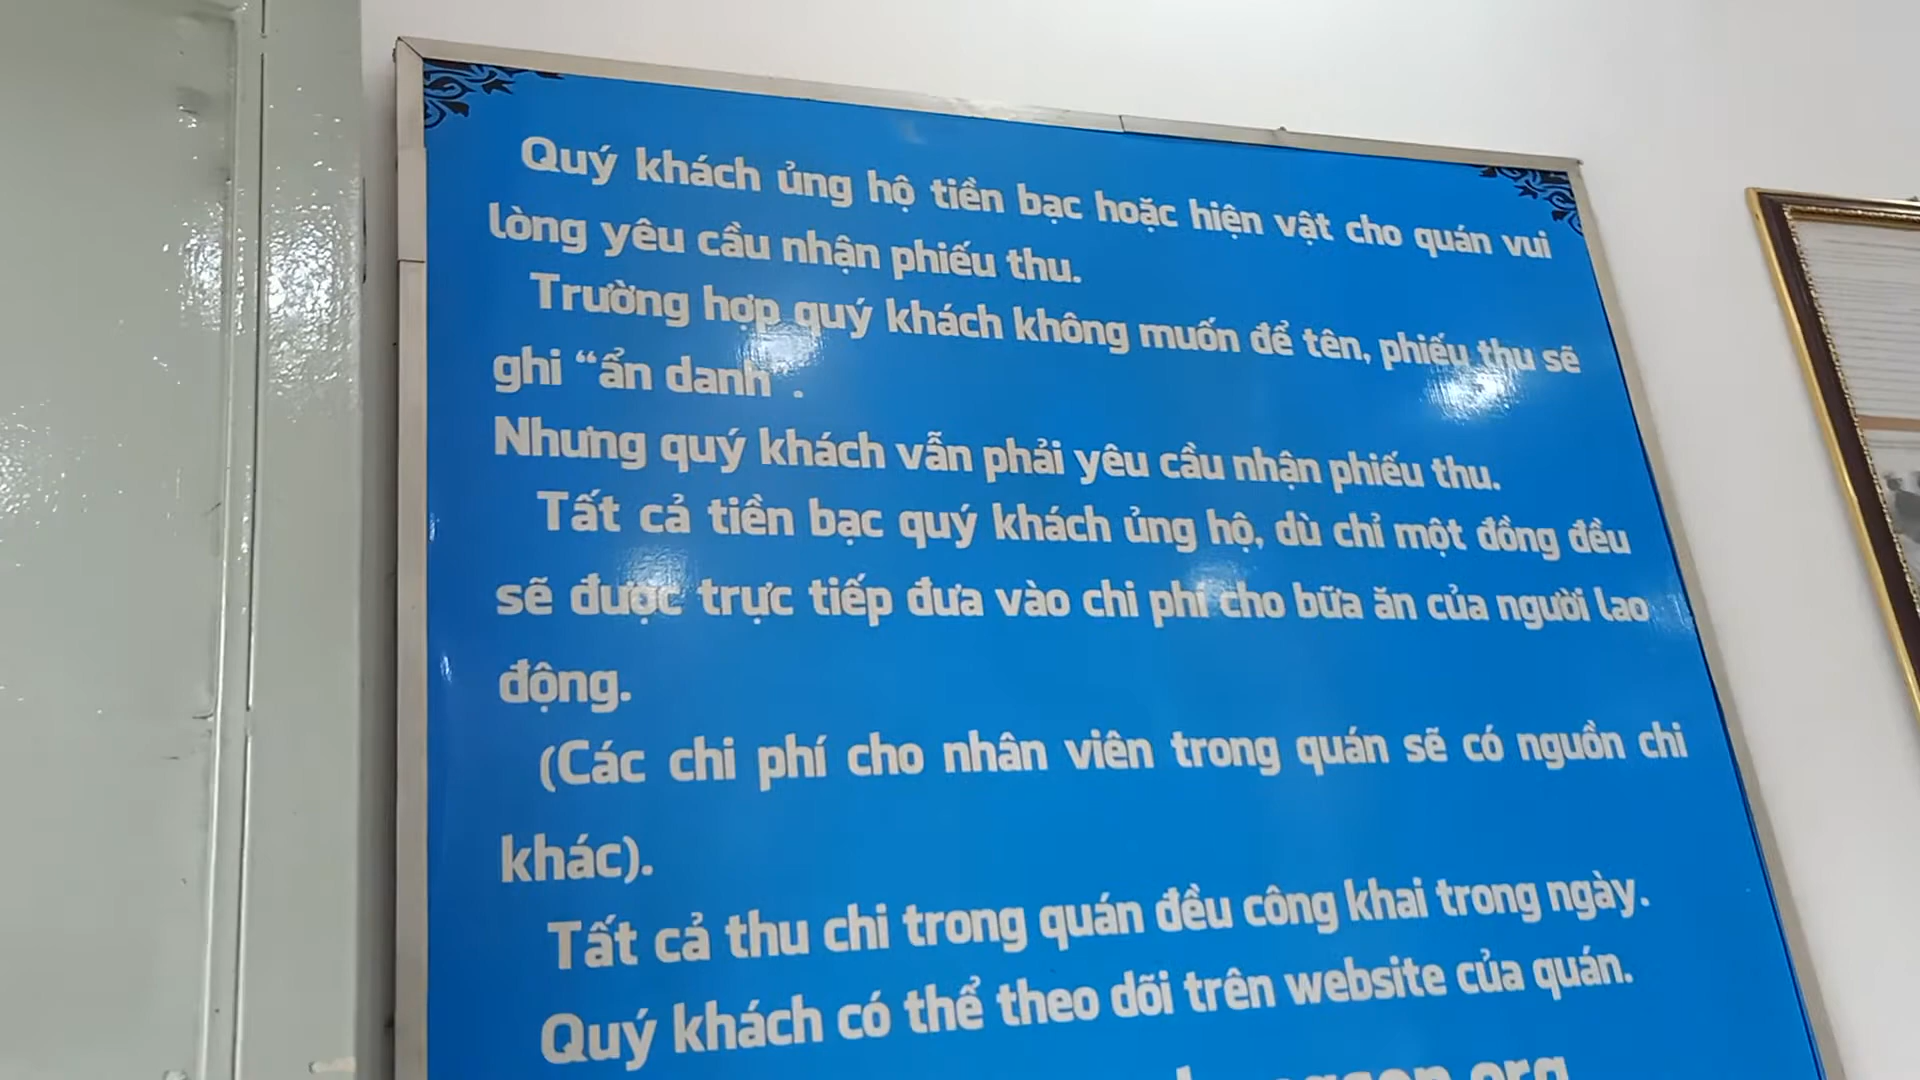 Quý khách ủng hộ tiền bạc hoặc hiện vật cho quán vui
lòng yêu cầu nhận phiếu thu.
Trường hợp quý khách không muốn để tên, phiếu thu sẽ
ghi “ẩn danh”.
Nhưng quý khách vẫn phải yêu cầu nhận phiếu thu.
Tất cả tiền bạc quý khách ủng hộ, dù chỉ một đồng đều
sẽ được trực tiếp đưa vào chi phí cho bữa ăn của người lao
động.
(Các chi phí cho nhân viên trong quán sẽ có nguồn chi
khác).
Tất cả thu chi trong quán đều công khai trong ngày.
Quý khách có thể theo dõi trên website của quán.